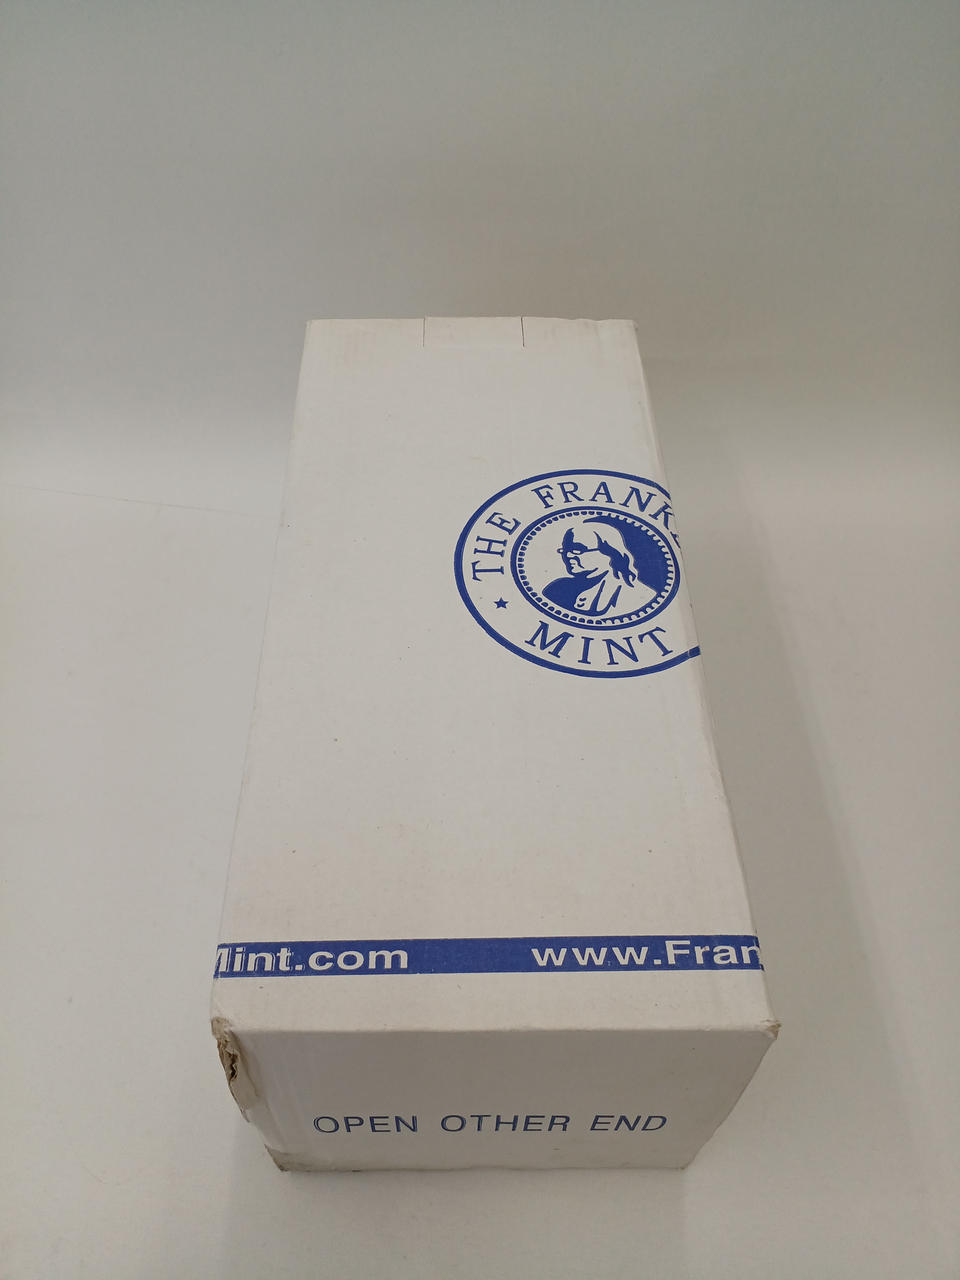 THE FRANK
MINT
Mint.com www.Fran
OPEN OTHER END